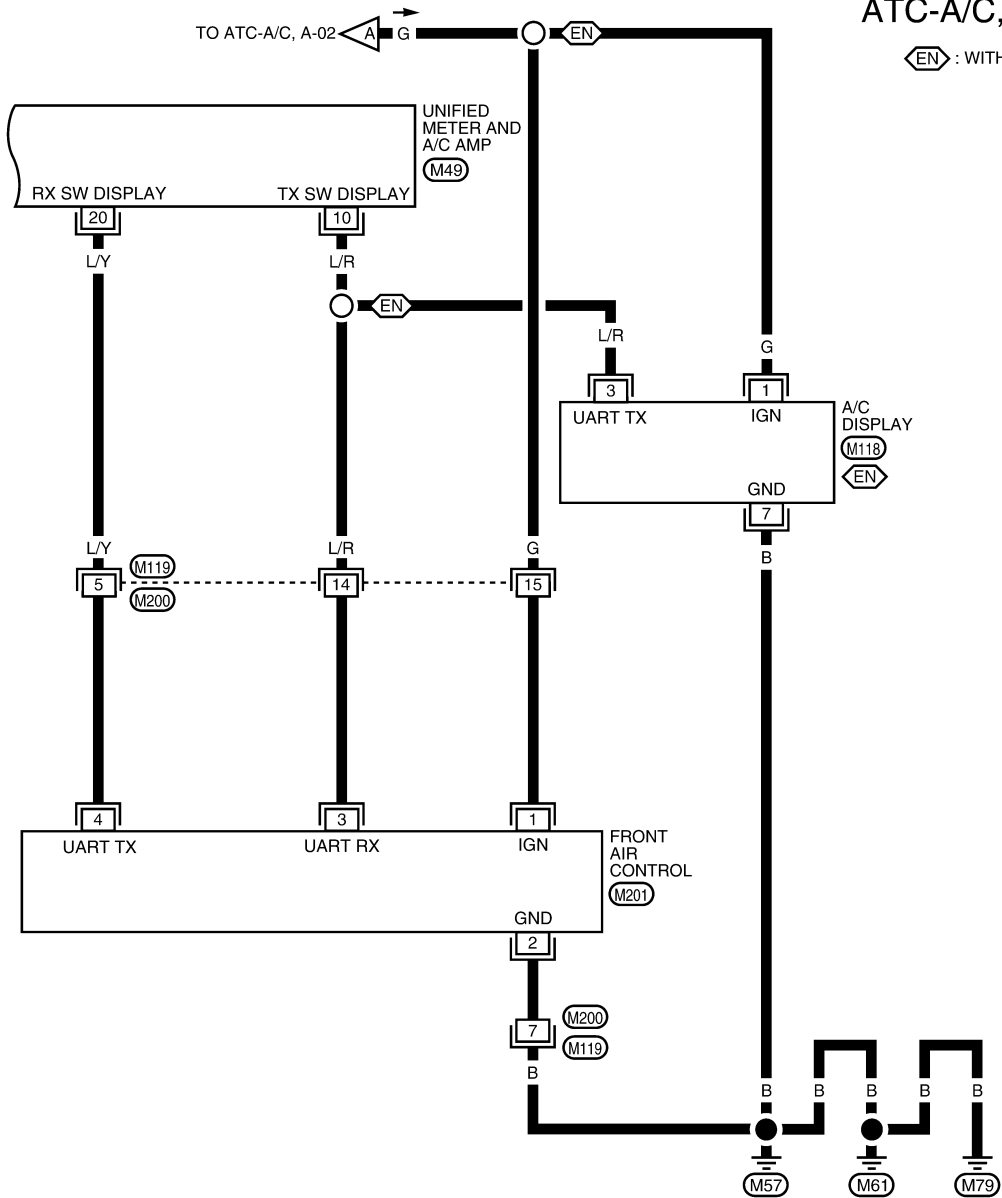 ATC-A/C,
TO ATC-A/C, A-02 A G EN
EN : WITH
UNIFIED
METER AND
A/C AMP
M49
RX SW DISPLAY TX SW DISPLAY
20 10
L/Y L/R
EN
L/R G
3 1
UART TX IGN
A/C
DISPLAY
M118
EN
GND
7
B
L/Y L/R G
M119
5 14 15
M200
4 3 1
UART TX UART RX IGN
FRONT
AIR
CONTROL
M201
GND
2
M200
7
M119
B
B B B B B
M57 M61 M79